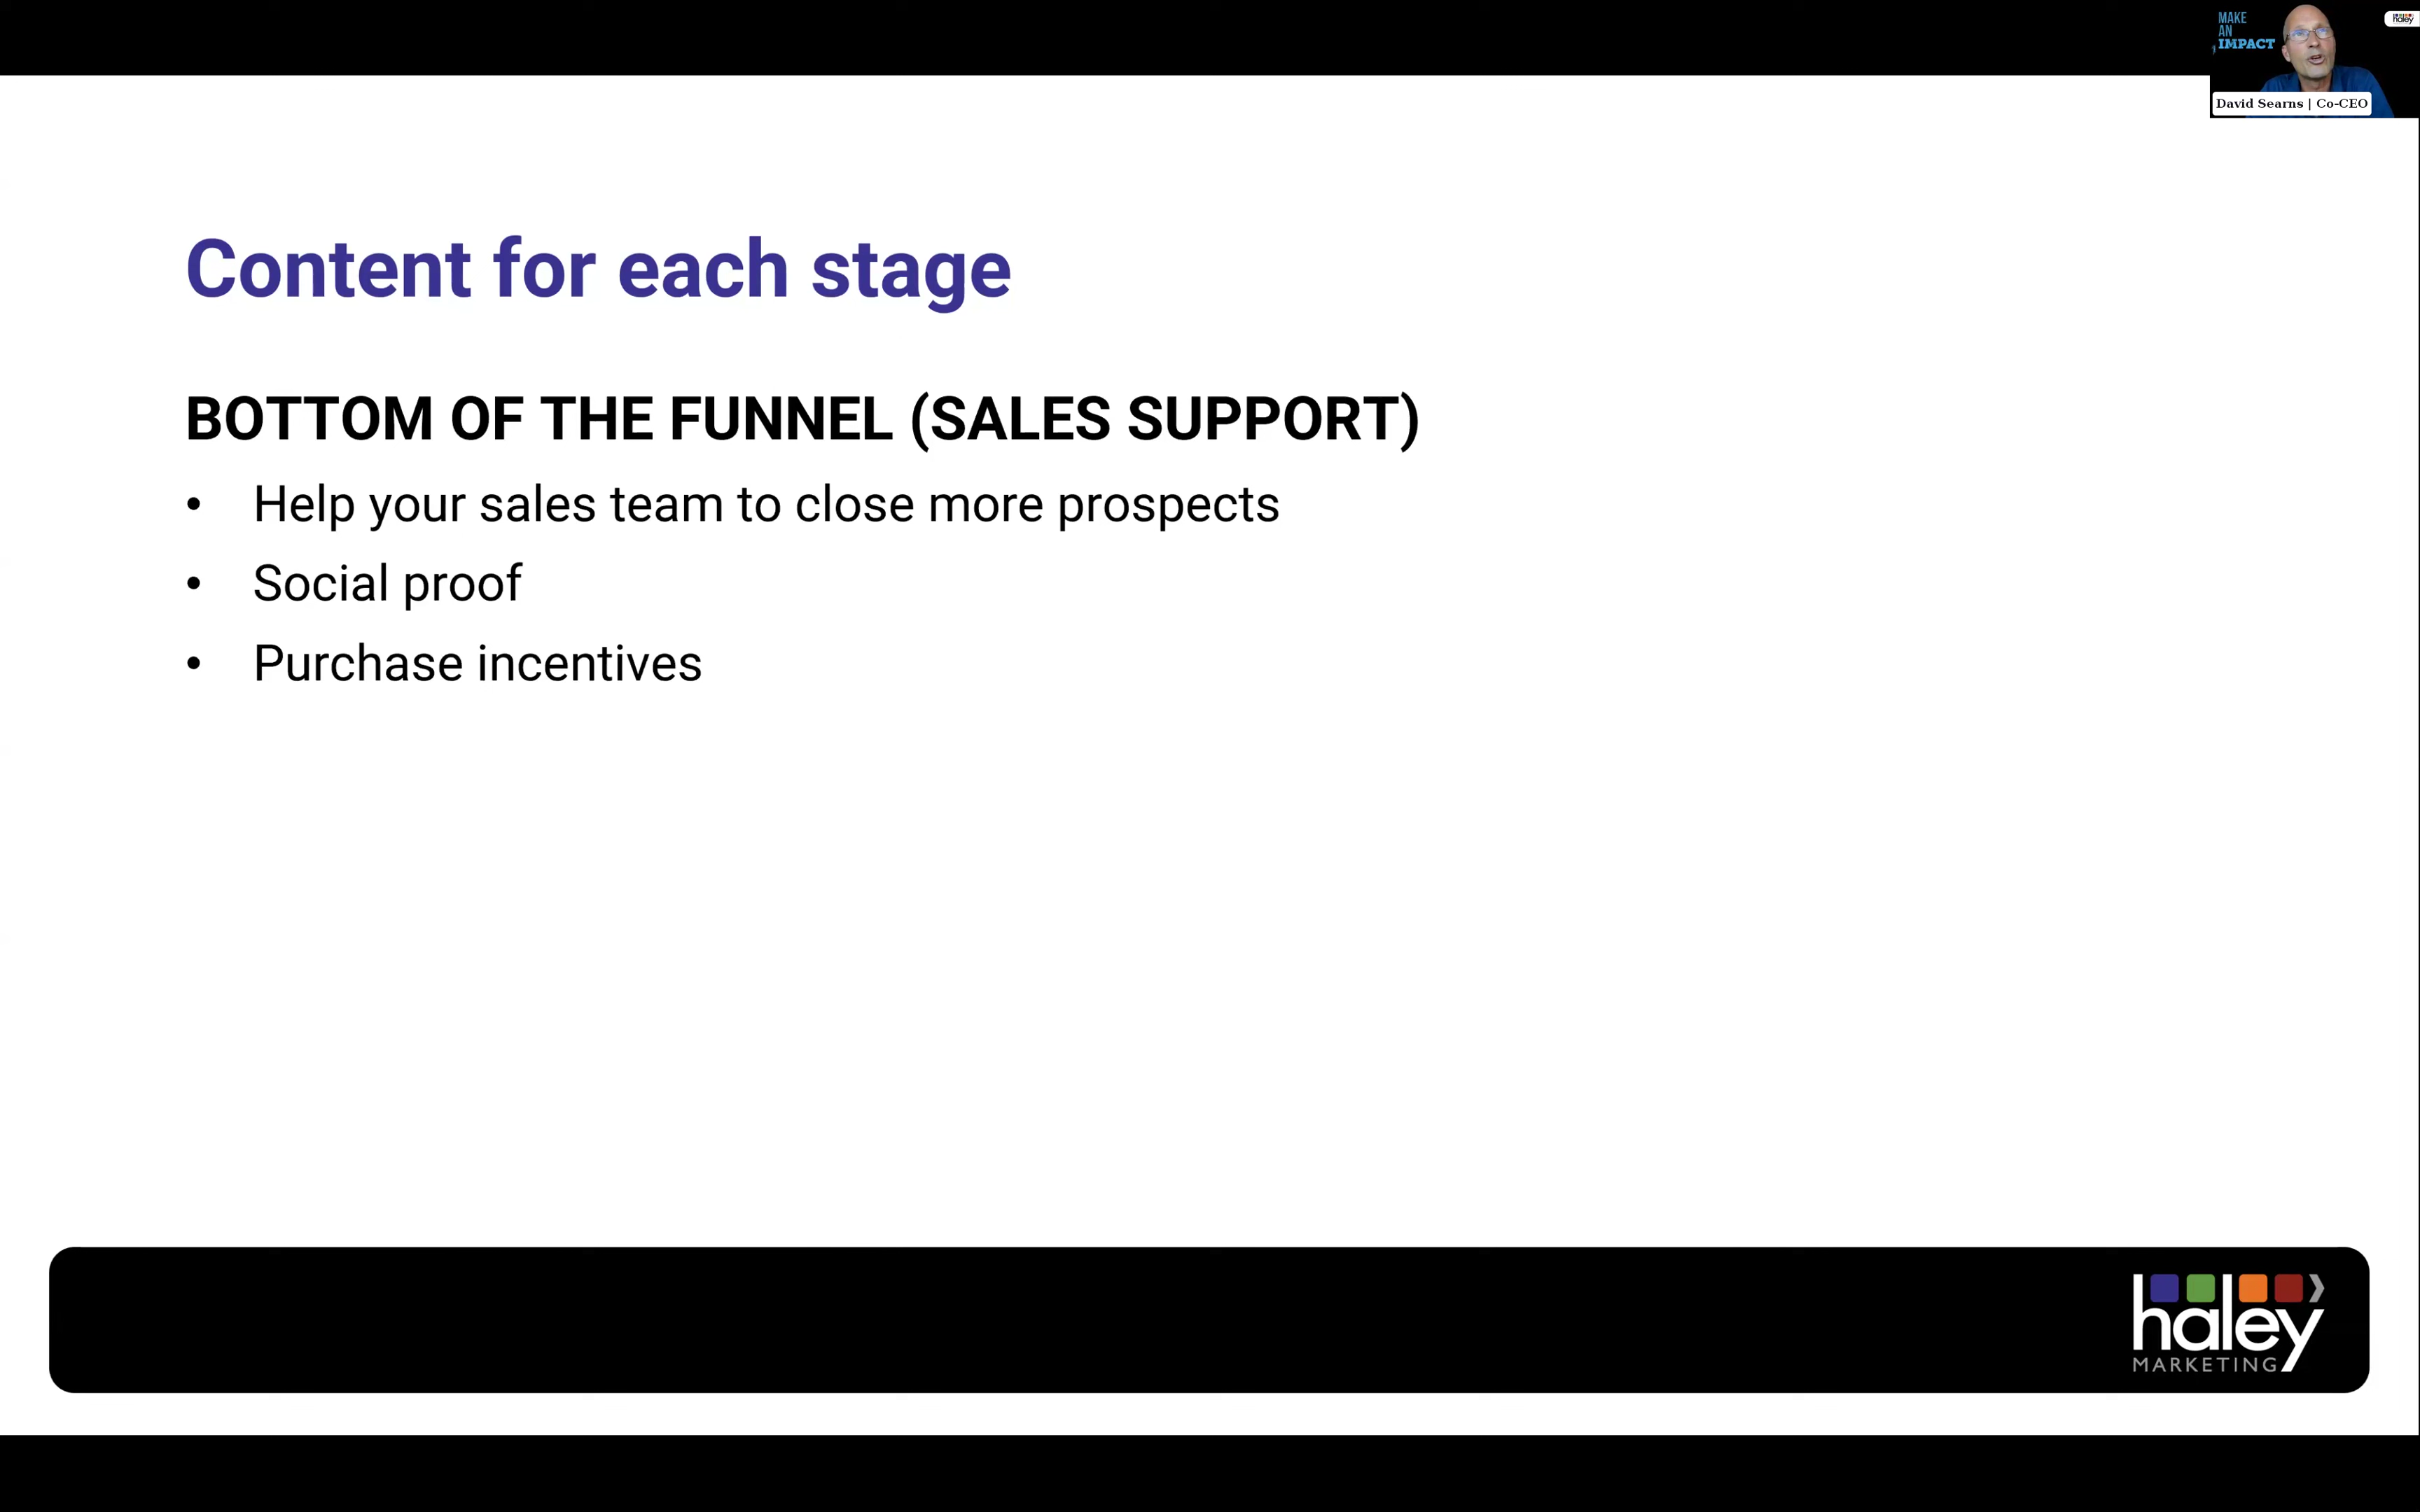 MAKE
AN
IMPACT
haley
David Searns | Co-CEO
Content for each stage
BOTTOM OF THE FUNNEL (SALES SUPPORT)
• Help your sales team to close more prospects
• Social proof
• Purchase incentives
haley
MARKETING